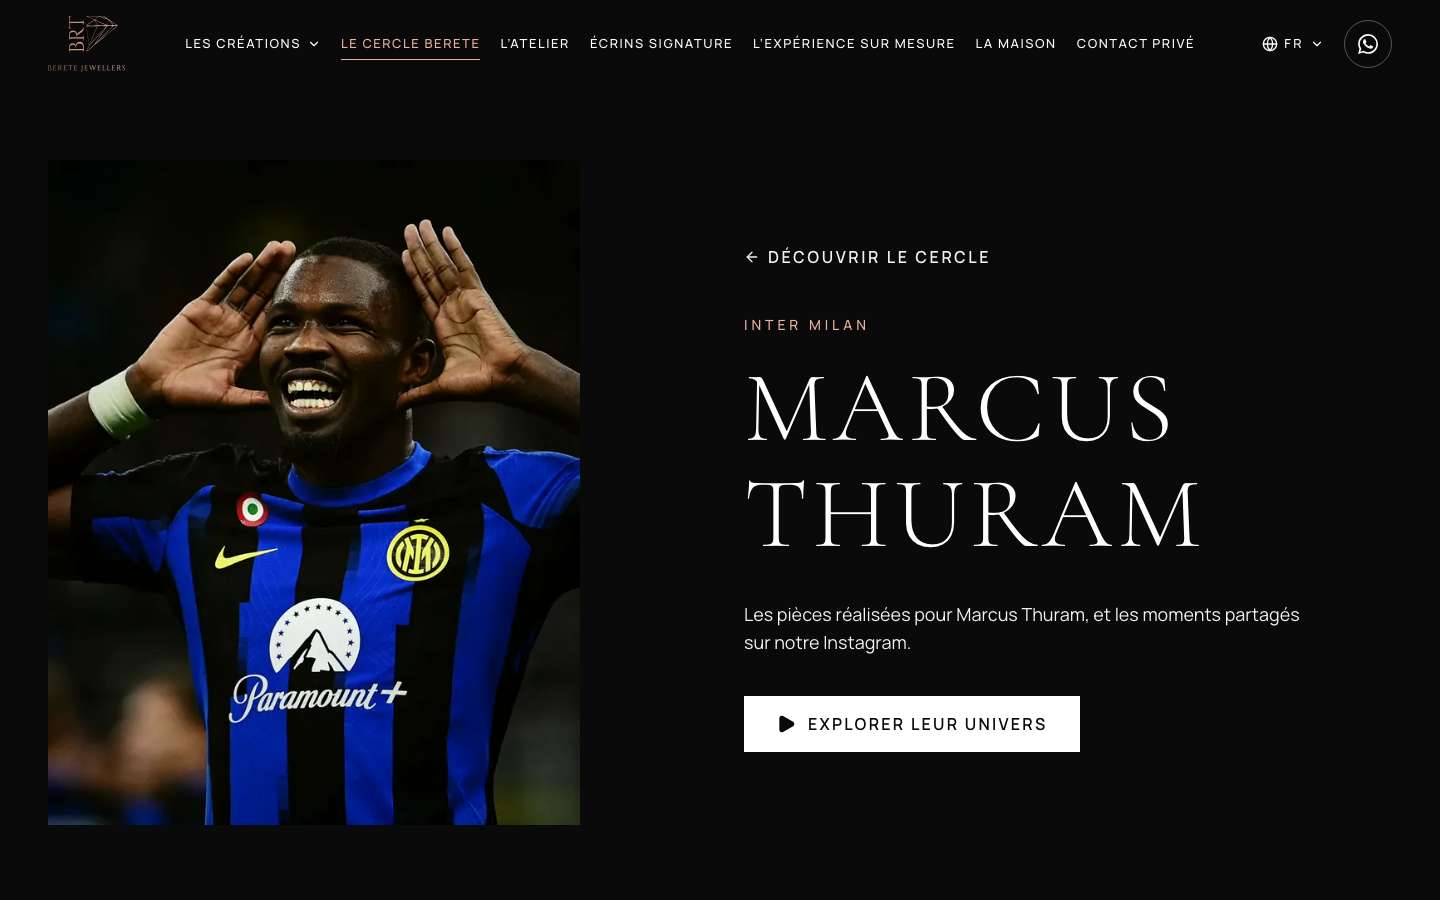 BRT
BERETE JEWELLERS
LES CRÉATIONS
LE CERCLE BERETE
L'ATELIER
ÉCRINS SIGNATURE
L'EXPÉRIENCE SUR MESURE
LA MAISON
CONTACT PRIVÉ
FR
DÉCOUVRIR LE CERCLE
INTER MILAN
MARCUS
THURAM
Les pièces réalisées pour Marcus Thuram, et les moments partagés
sur notre Instagram.
EXPLORER LEUR UNIVERS
Paramount+